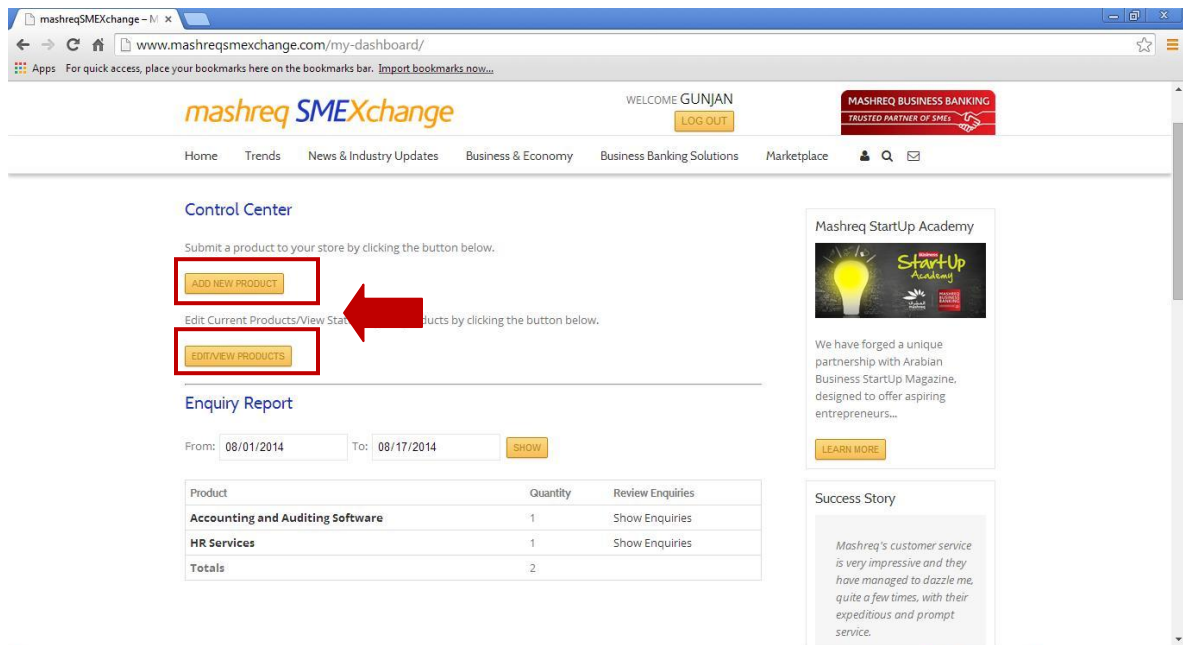 mashreqSMEXchange – M
www.mashreqsmexchange.com/my-dashboard/
Apps For quick access, place your bookmarks here on the bookmarks bar. Import bookmarks now...
mashreq SMEXchange
WELCOME GUNJAN
LOG OUT
MASHREQ BUSINESS BANKING
TRUSTED PARTNER OF SMEs
Home Trends News & Industry Updates Business & Economy Business Banking Solutions Marketplace
Control Center
Submit a product to your store by clicking the button below.
ADD NEW PRODUCT
Edit Current Products/View Stat ducts by clicking the button below.
EDIT/VIEW PRODUCTS
Enquiry Report
From: 08/01/2014 To: 08/17/2014 SHOW
Product Quantity Review Enquiries
Accounting and Auditing Software 1 Show Enquiries
HR Services 1 Show Enquiries
Totals 2
Mashreq StartUp Academy
StartUp
Academy
We have forged a unique
partnership with Arabian
Business StartUp Magazine,
designed to offer aspiring
entrepreneurs...
LEARN MORE
Success Story
Mashreq's customer service
is very impressive and they
have managed to dazzle me,
quite a few times, with their
expeditious and prompt
service.